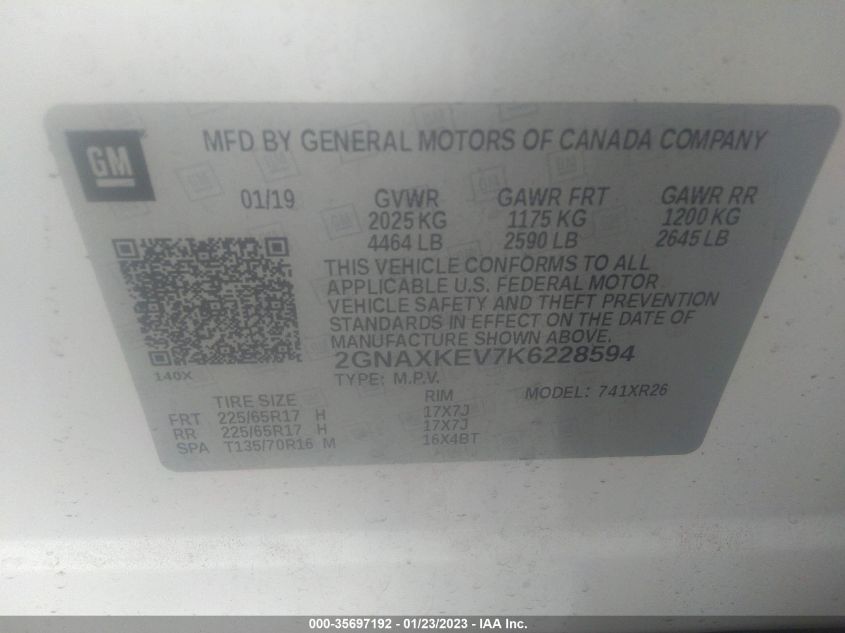 GM
MFD BY GENERAL MOTORS OF CANADA COMPANY
01/19 GVWR GAWR FRT GAWR RR
2025 KG 1175 KG 1200 KG
4464 LB 2590 LB 2645 LB
THIS VEHICLE CONFORMS TO ALL
APPLICABLE U.S. FEDERAL MOTOR
VEHICLE SAFETY AND THEFT PREVENTION
STANDARDS IN EFFECT ON THE DATE OF
MANUFACTURE SHOWN ABOVE.
2GNAXKEV7K6228594
140X TYPE: M.P.V. MODEL: 741XR26
TIRE SIZE RIM
FRT 225/65R17 H 17X7J
RR 225/65R17 H 17X7J
SPA T135/70R16 M 16X4BT
000-35697192 - 01/23/2023 - IAA Inc.